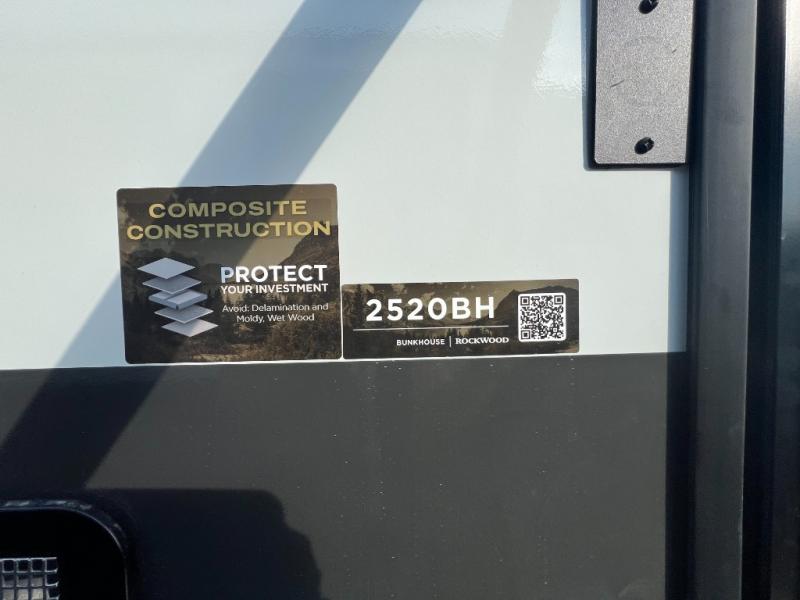 COMPOSITE
CONSTRUCTION
PROTECT
YOUR INVESTMENT
Avoid: Delamination and
Moldy, Wet Wood
2520BH
BUNKHOUSE | ROCKWOOD